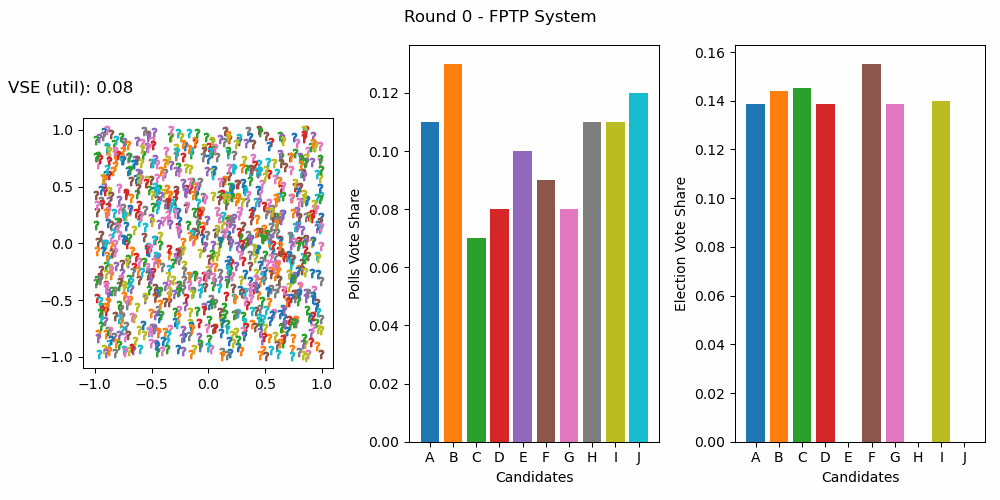 Round 0 - FPTP System
VSE (util): 0.08
1.0
0.5
0.0
−0.5
−1.0
−1.0 −0.5 0.0 0.5 1.0
Polls Vote Share
0.12
0.10
0.08
0.06
0.04
0.02
0.00
A B C D E F G H I J
Candidates
Election Vote Share
0.16
0.14
0.12
0.10
0.08
0.06
0.04
0.02
0.00
A B C D E F G H I J
Candidates